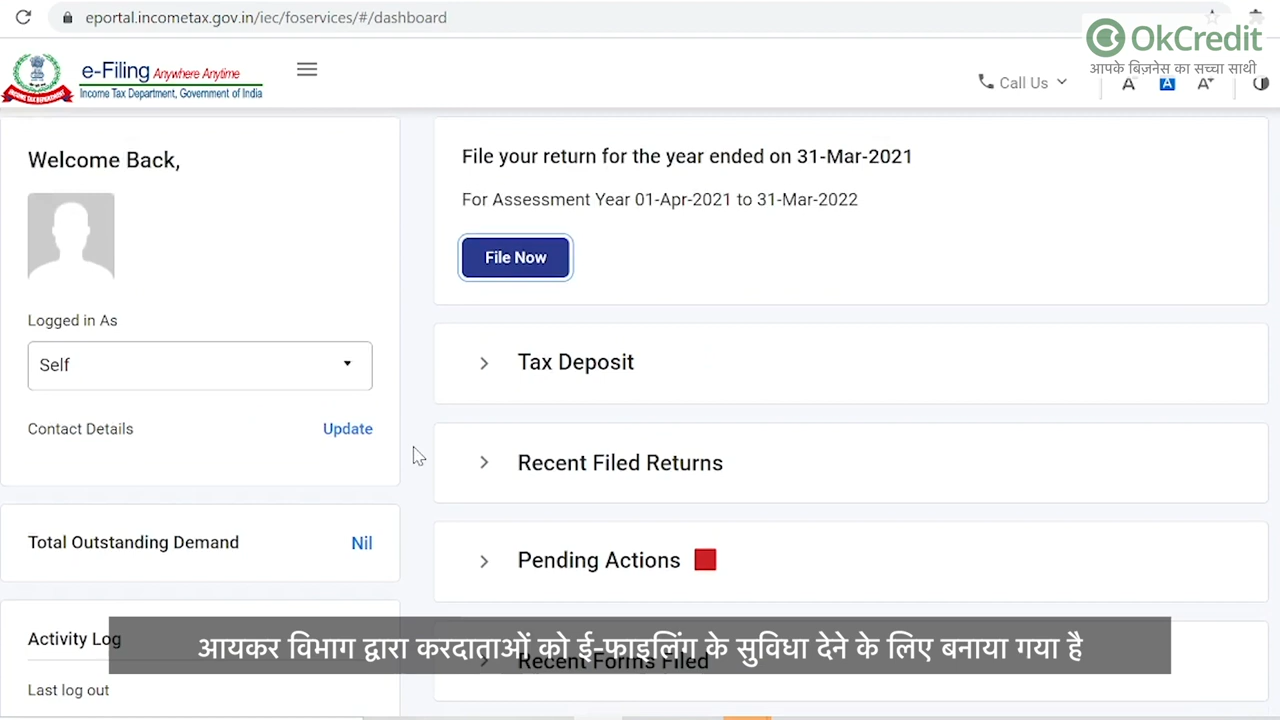 eportal.incometax.gov.in/iec/foservices/#/dashboard
OkCredit
आपके बिज़नेस का सच्चा साथी
e-Filing Anywhere Anytime
Income Tax Department, Government of India
INCOME TAX DEPARTMENT
Call Us
A A A+
Welcome Back,
Logged in As
Self
Contact Details Update
Total Outstanding Demand Nil
Activity Log
Last log out
File your return for the year ended on 31-Mar-2021
For Assessment Year 01-Apr-2021 to 31-Mar-2022
File Now
Tax Deposit
Recent Filed Returns
Pending Actions
Recent Forms Filed
आयकर विभाग द्वारा करदाताओं को ई-फाइलिंग के सुविधा देने के लिए बनाया गया है